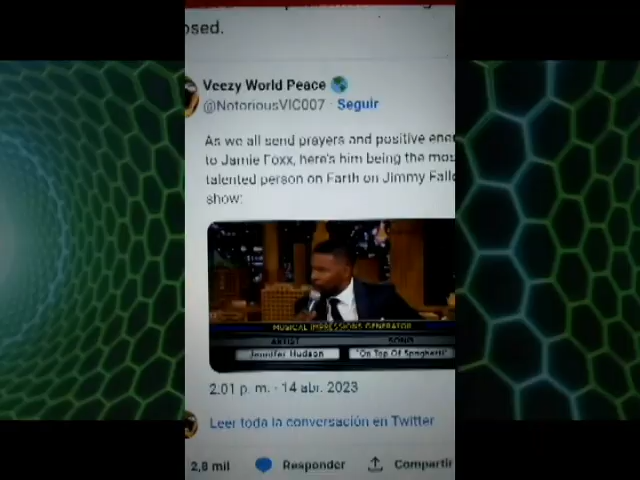 osed.
Veezy World Peace
@NotoriousVIC007 · Seguir
As we all send prayers and positive ener
to Jamie Foxx, here's him being the mos
talented person on Earth on Jimmy Fallo
show:
MUSICAL IMPRESSIONS GENERATOR
ARTIST SONG
Jennifer Hudson "On Top Of Spaghetti"
2:01 p. m. · 14 abr. 2023
Leer toda la conversación en Twitter
2,8 mil Responder Compartir